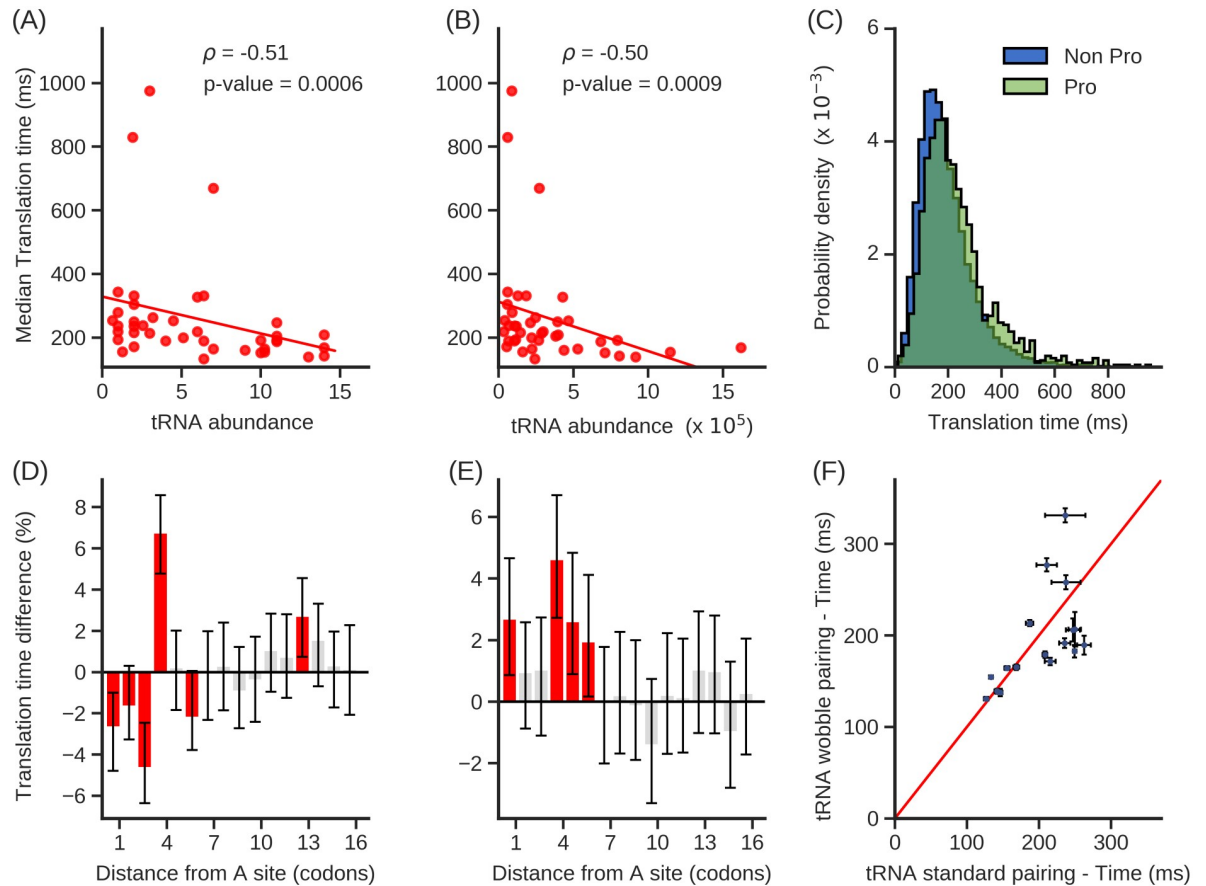 (A)
ρ = -0.51
p-value = 0.0006
Median Translation time (ms)
1000
800
600
400
200
0 5 10 15
tRNA abundance
(B)
ρ = -0.50
p-value = 0.0009
1000
800
600
400
200
0 5 10 15
tRNA abundance (x 10⁵)
(C)
Non Pro
Pro
Probability density (x 10⁻³)
6
4
2
0
0 200 400 600 800
Translation time (ms)
(D)
Translation time difference (%)
8
6
4
2
0
−2
−4
−6
1 4 7 10 13 16
Distance from A site (codons)
(E)
6
4
2
0
−2
1 4 7 10 13 16
Distance from A site (codons)
(F)
tRNA wobble pairing - Time (ms)
300
200
100
0
0 100 200 300
tRNA standard pairing - Time (ms)